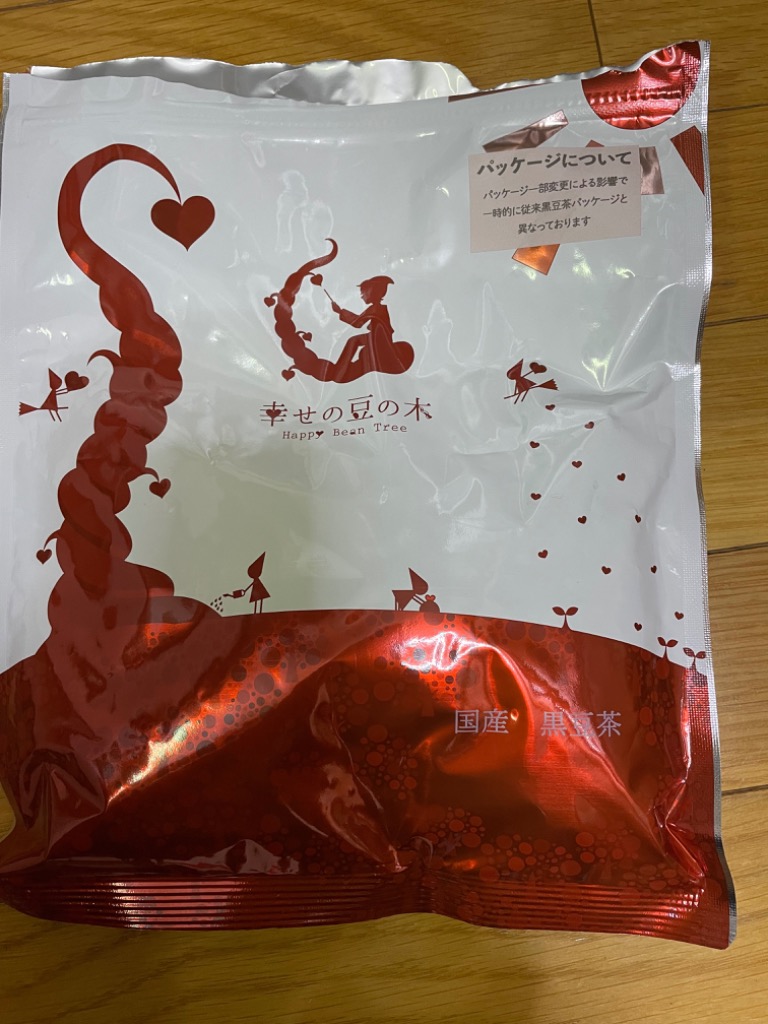 パッケージについて
パッケージ一部変更による影響で
一時的に従来黒豆茶パッケージと
異なっております
幸せの豆の木
Happy Bean Tree
国産 黒豆茶